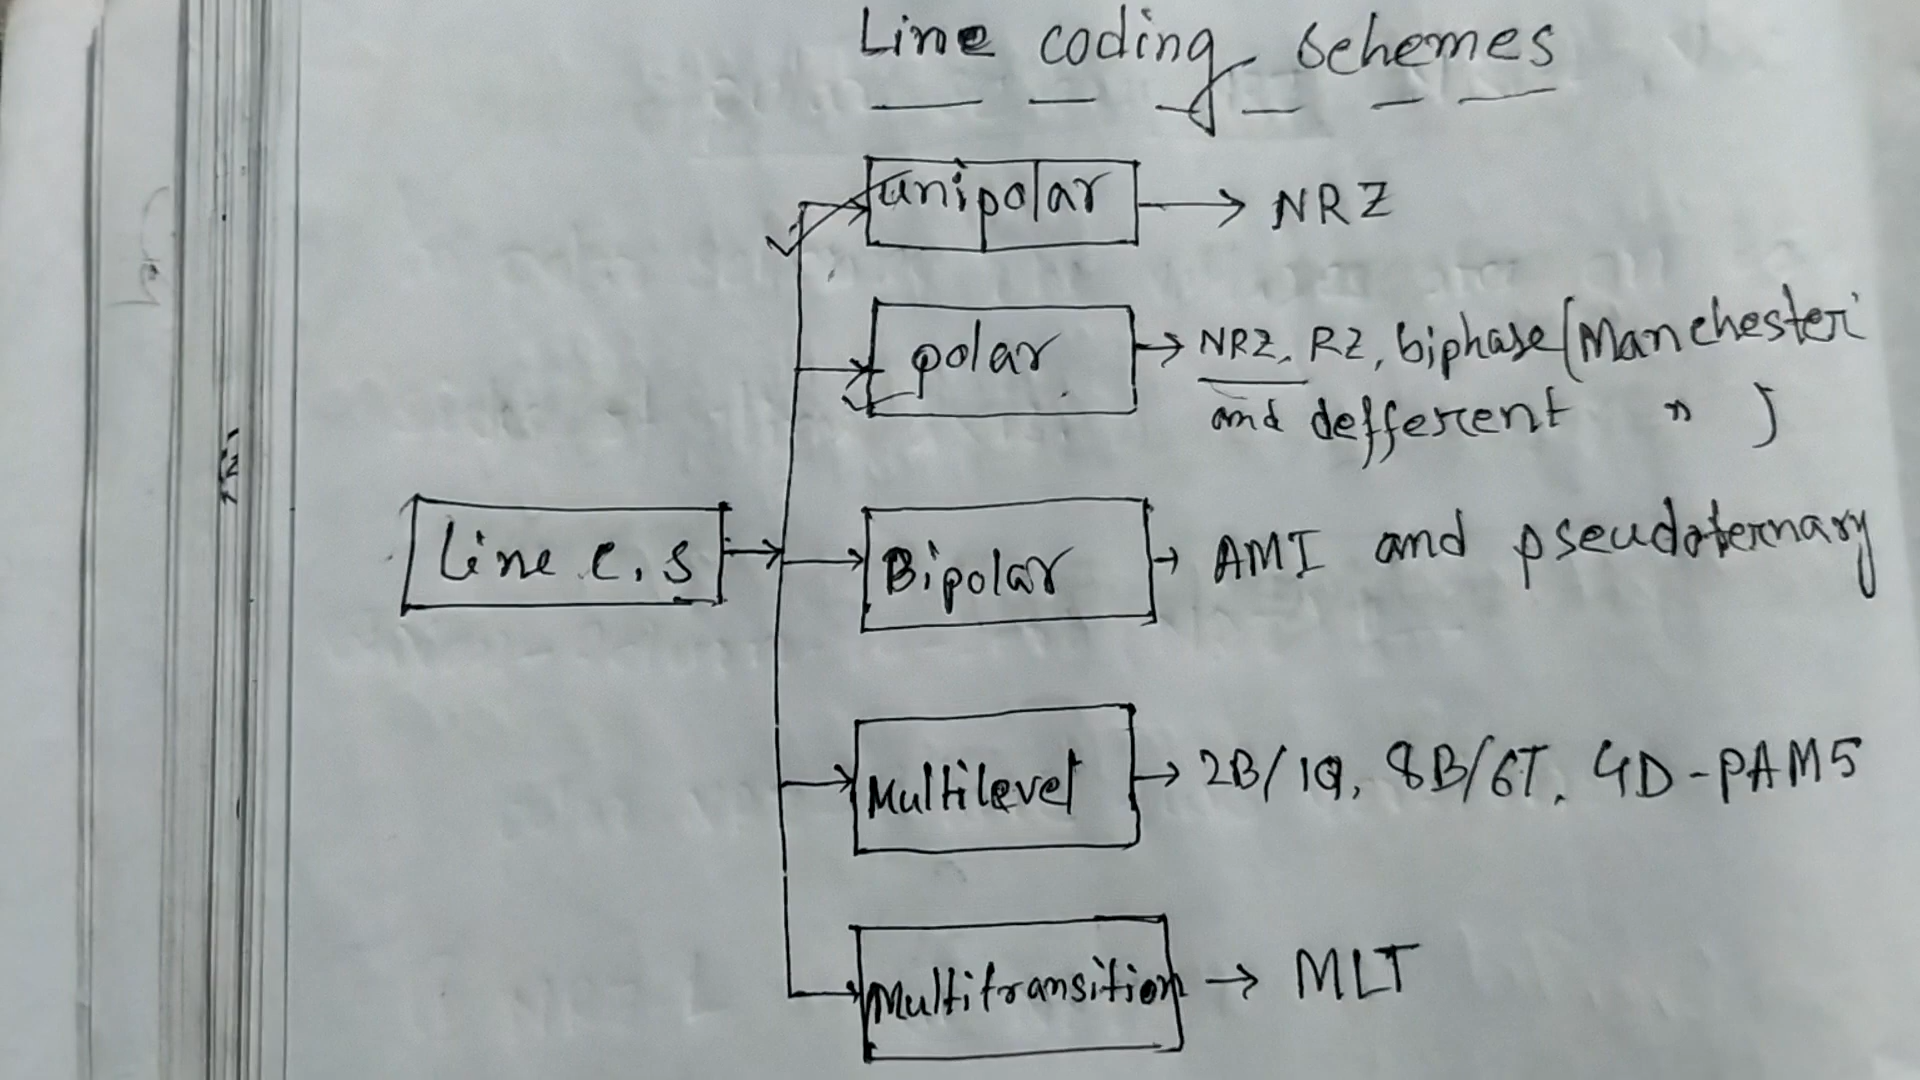 Line coding schemes
unipolar → NRZ
polar → NRZ, RZ, biphase (Manchester
and defferent " )
Line c.s
Bipolar → AMI and pseudoternary
Multilevel → 2B/1Q, 8B/6T, 4D-PAM5
Multitransition → MLT